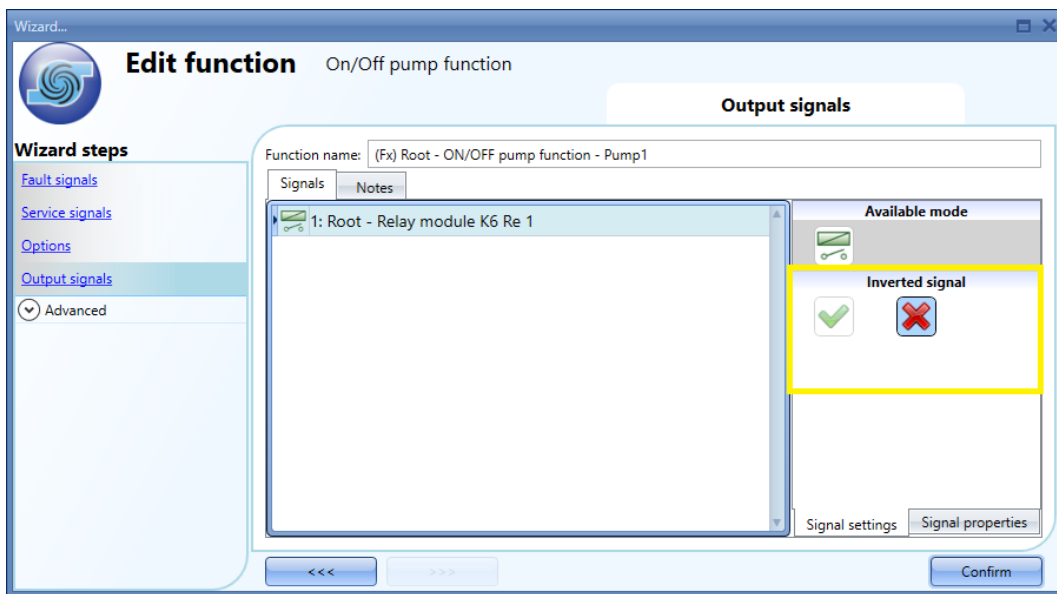 Wizard...
Edit function On/Off pump function
Output signals
Wizard steps
Fault signals
Service signals
Options
Output signals
Advanced
Function name: (Fx) Root - ON/OFF pump function - Pump1
Signals Notes
1: Root - Relay module K6 Re 1
Available mode
Inverted signal
Signal settings Signal properties
<<< >>> Confirm